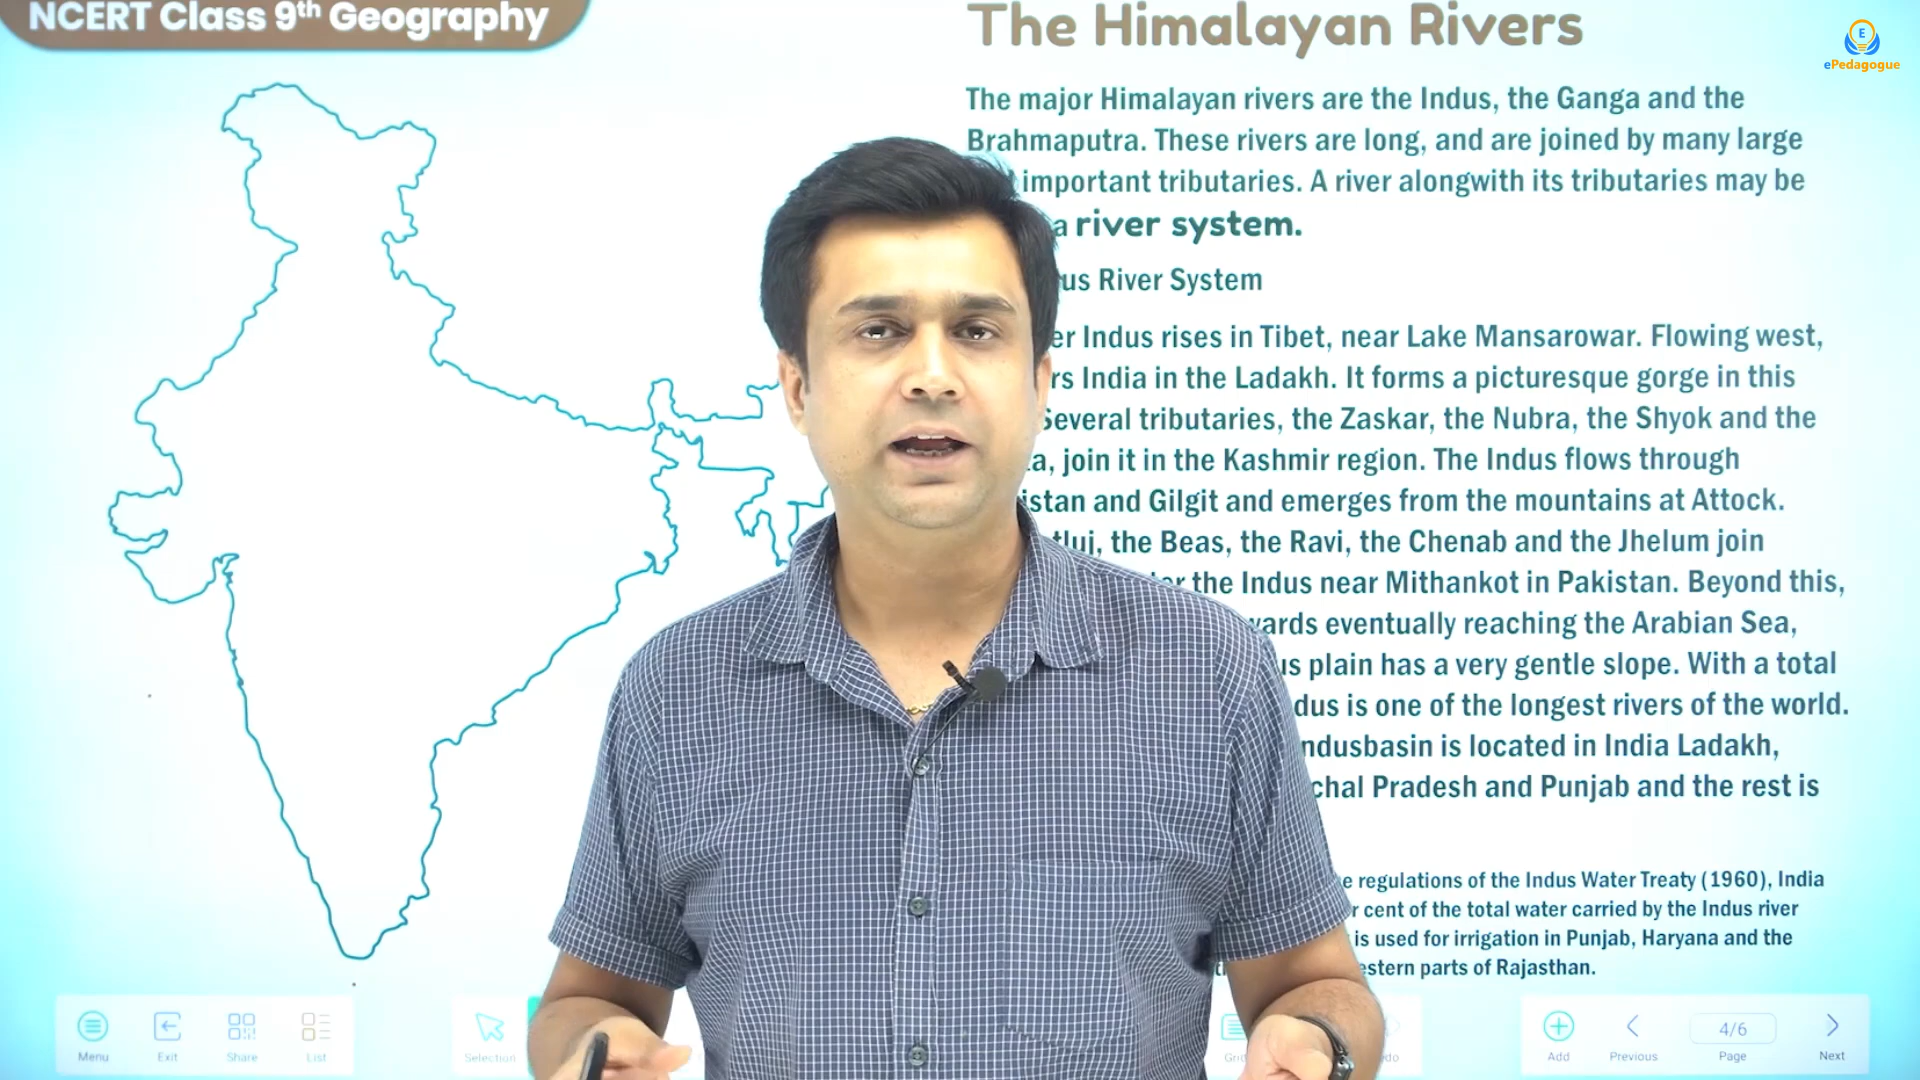 NCERT Class 9th Geography
The Himalayan Rivers
E
ePedagogue
The major Himalayan rivers are the Indus, the Ganga and the
Brahmaputra. These rivers are long, and are joined by many large
important tributaries. A river alongwith its tributaries may be
a river system.
River System
Indus rises in Tibet, near Lake Mansarowar. Flowing west,
India in the Ladakh. It forms a picturesque gorge in this
Several tributaries, the Zaskar, the Nubra, the Shyok and the
join it in the Kashmir region. The Indus flows through
and Gilgit and emerges from the mountains at Attock.
the Beas, the Ravi, the Chenab and the Jhelum join
the Indus near Mithankot in Pakistan. Beyond this,
eventually reaching the Arabian Sea,
plain has a very gentle slope. With a total
is one of the longest rivers of the world.
is located in India Ladakh,
Pradesh and Punjab and the rest is
regulations of the Indus Water Treaty (1960), India
cent of the total water carried by the Indus river
is used for irrigation in Punjab, Haryana and the
parts of Rajasthan.
Menu
Exit
Share
List
Selection
Grid
Add
Previous
4/6
Page
Next